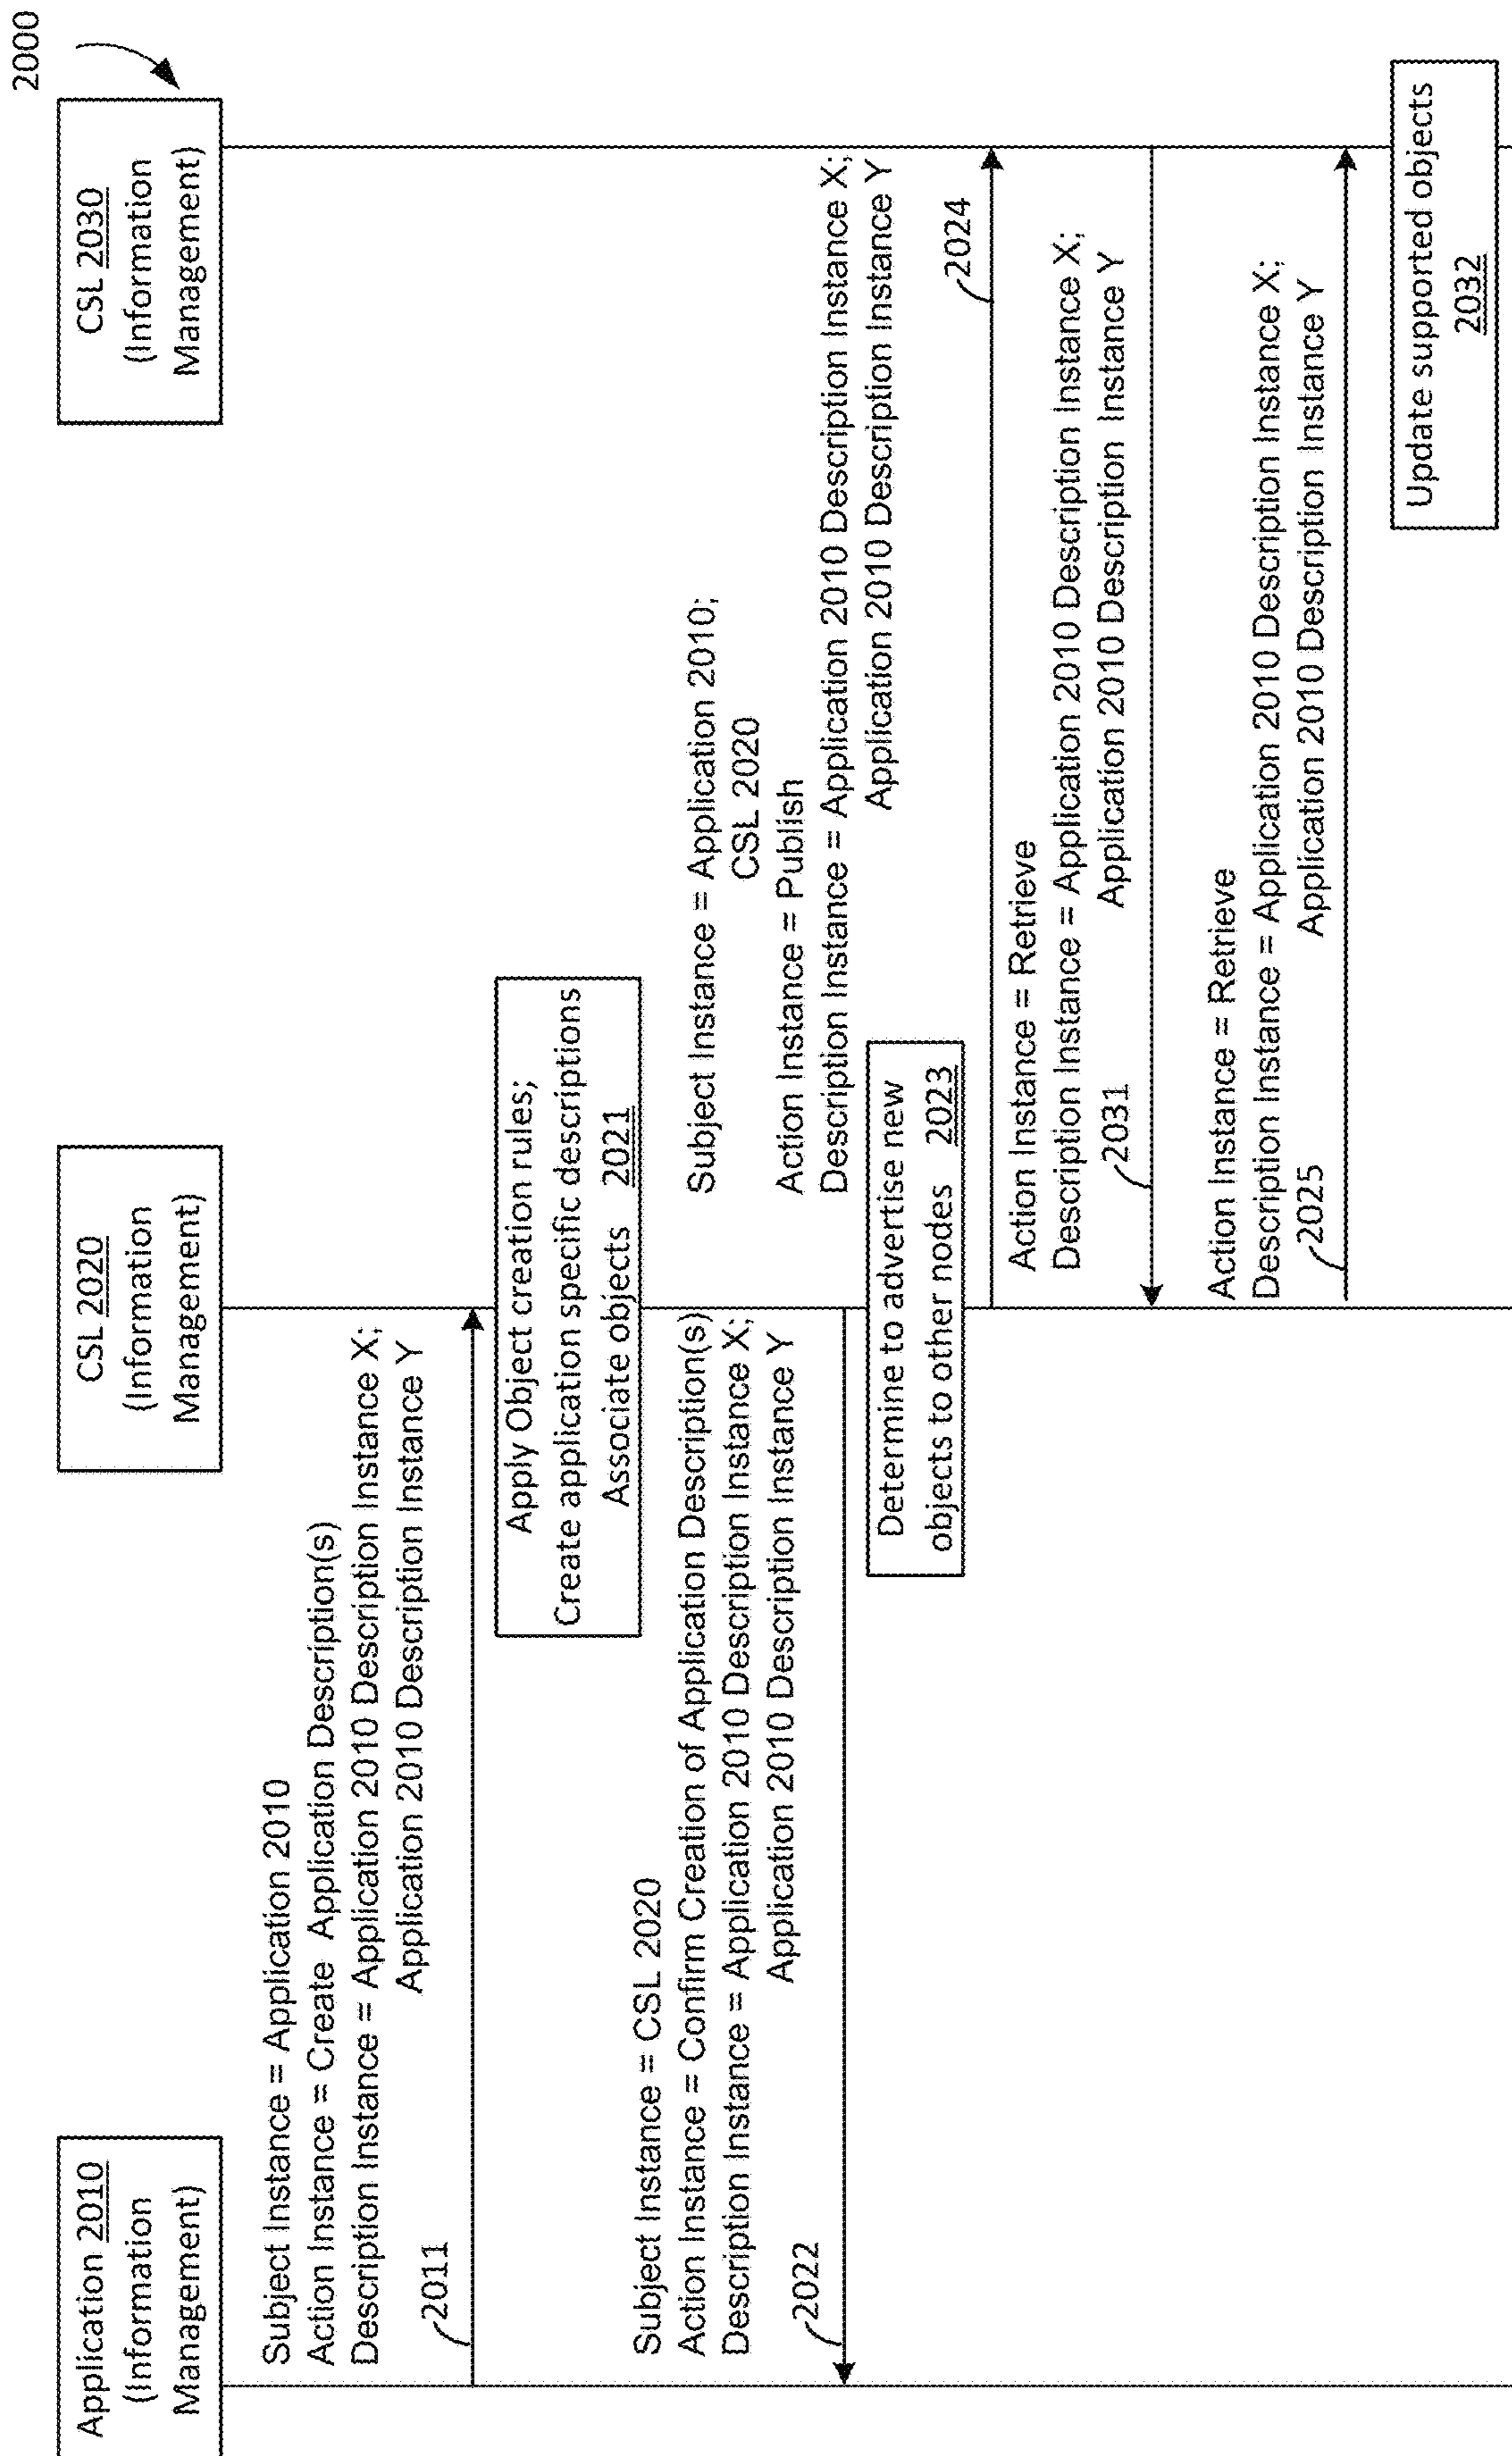 2000
Application 2010
(Information
Management)
CSL 2020
(Information
Management)
CSL 2030
(Information
Management)
Subject Instance = Application 2010
Action Instance = Create Application Description(s)
Description Instance = Application 2010 Description Instance X;
Application 2010 Description Instance Y
2011
Apply Object creation rules;
Create application specific descriptions
Associate objects 2021
Subject Instance = CSL 2020
Action Instance = Confirm Creation of Application Description(s)
Description Instance = Application 2010 Description Instance X;
Application 2010 Description Instance Y
2022
Subject Instance = Application 2010;
CSL 2020
Action Instance = Publish
Description Instance = Application 2010 Description Instance X;
Application 2010 Description Instance Y
Determine to advertise new
objects to other nodes 2023
2024
Action Instance = Retrieve
Description Instance = Application 2010 Description Instance X;
Application 2010 Description Instance Y
2031
Action Instance = Retrieve
Description Instance = Application 2010 Description Instance X;
Application 2010 Description Instance Y
2025
Update supported objects
2032